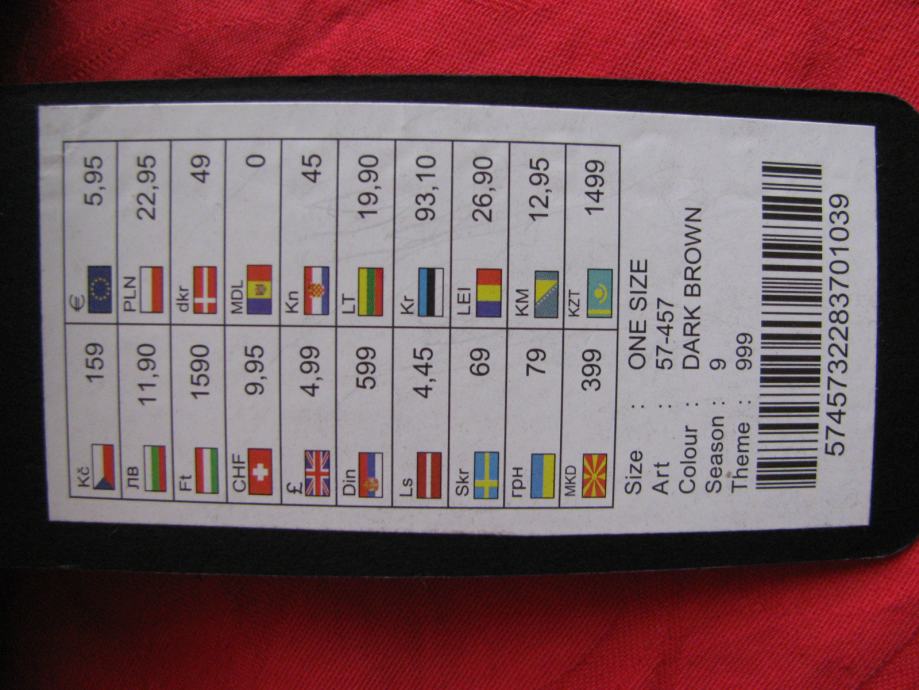 Kč 159 € 5,95
лв 11,90 PLN 22,95
Ft 1590 dkr 49
CHF 9,95 MDL 0
£ 4,99 Kn 45
Din 599 LT 19,90
Ls 4,45 Kr 93,10
Skr 69 LEI 26,90
грн 79 KM 12,95
MKD 399 KZT 1499
Size : ONE SIZE
Art : 57-457
Colour : DARK BROWN
Season : 9
Theme : 999
5745732283701039